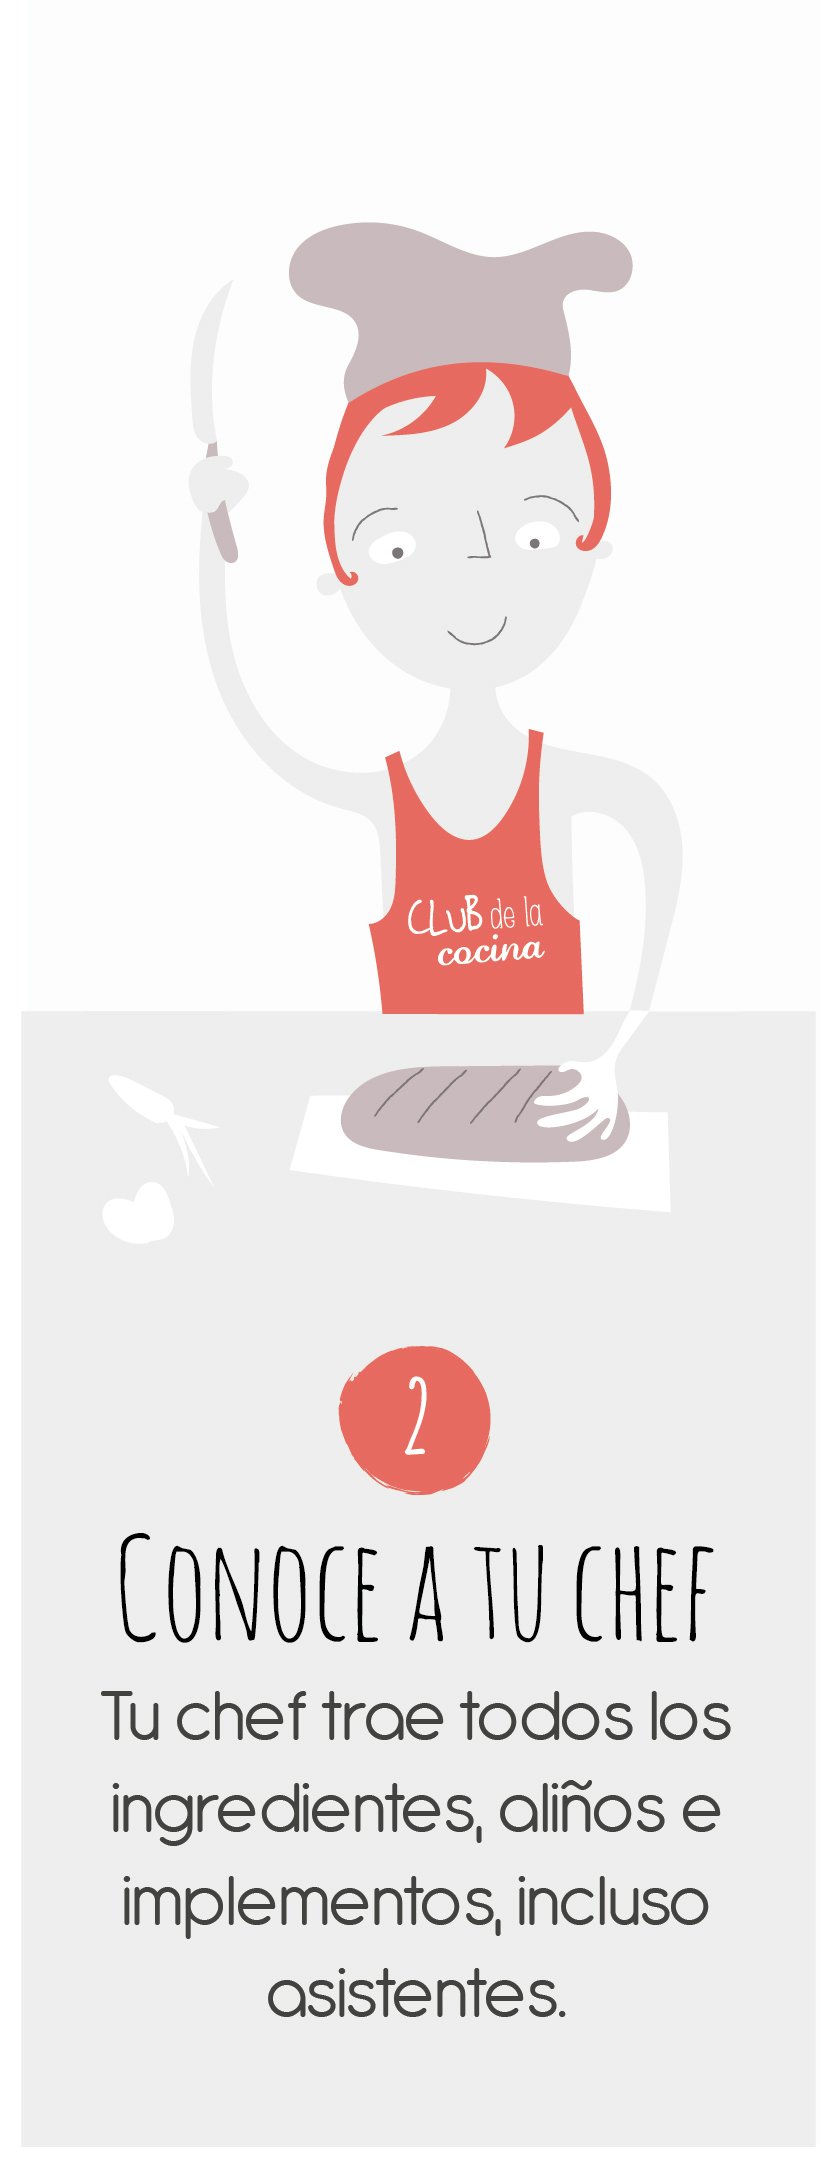 CLUB de la
cocina
2
CONOCE A TU CHEF
Tu chef trae todos los
ingredientes, aliños e
implementos, incluso
asistentes.